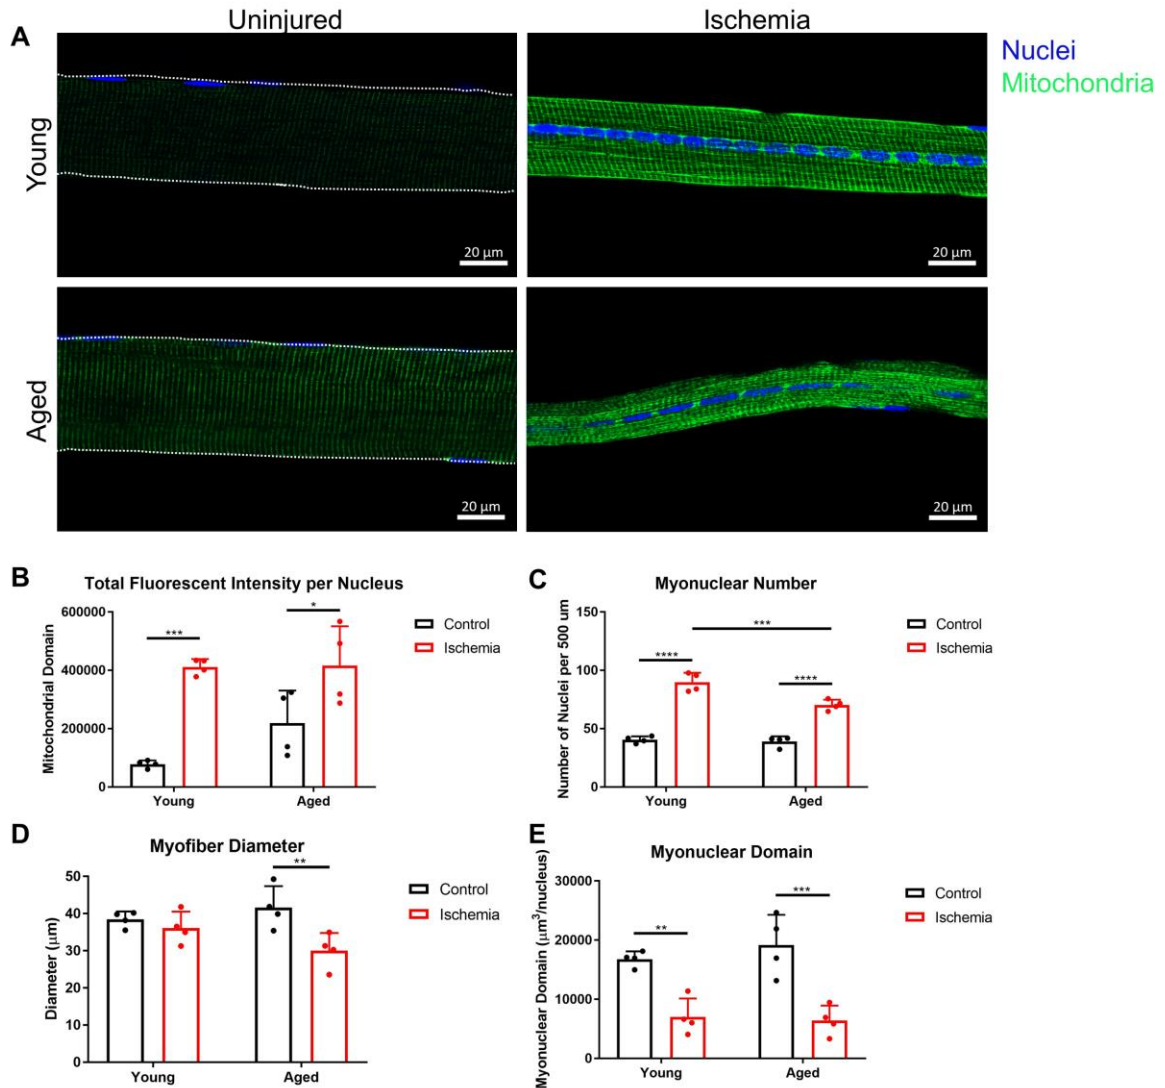 A
Uninjured
Ischemia
Nuclei
Mitochondria
Young
20 μm
20 μm
Aged
20 μm
20 μm
B
Total Fluorescent Intensity per Nucleus
Mitochondrial Domain
600000
400000
200000
0
***
*
Young
Aged
Control
Ischemia
C
Myonuclear Number
Number of Nuclei per 500 um
150
100
50
0
****
***
****
Young
Aged
Control
Ischemia
D
Myofiber Diameter
Diameter (μm)
50
40
30
20
10
0
**
Young
Aged
Control
Ischemia
E
Myonuclear Domain
Myonuclear Domain (μm³/nucleus)
30000
20000
10000
0
**
***
Young
Aged
Control
Ischemia